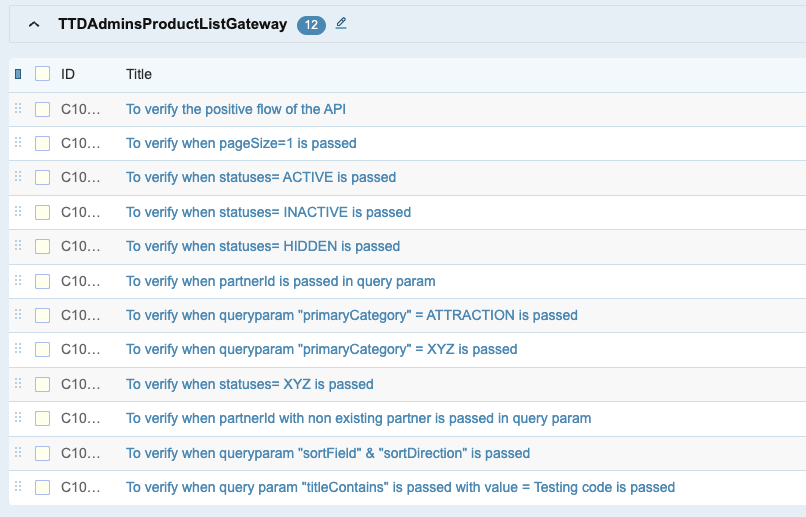 TTDAdminsProductListGateway 12
ID Title
C10... To verify the positive flow of the API
C10... To verify when pageSize=1 is passed
C10... To verify when statuses= ACTIVE is passed
C10... To verify when statuses= INACTIVE is passed
C10... To verify when statuses= HIDDEN is passed
C10... To verify when partnerId is passed in query param
C10... To verify when queryparam "primaryCategory" = ATTRACTION is passed
C10... To verify when queryparam "primaryCategory" = XYZ is passed
C10... To verify when statuses= XYZ is passed
C10... To verify when partnerId with non existing partner is passed in query param
C10... To verify when queryparam "sortField" & "sortDirection" is passed
C10... To verify when query param "titleContains" is passed with value = Testing code is passed